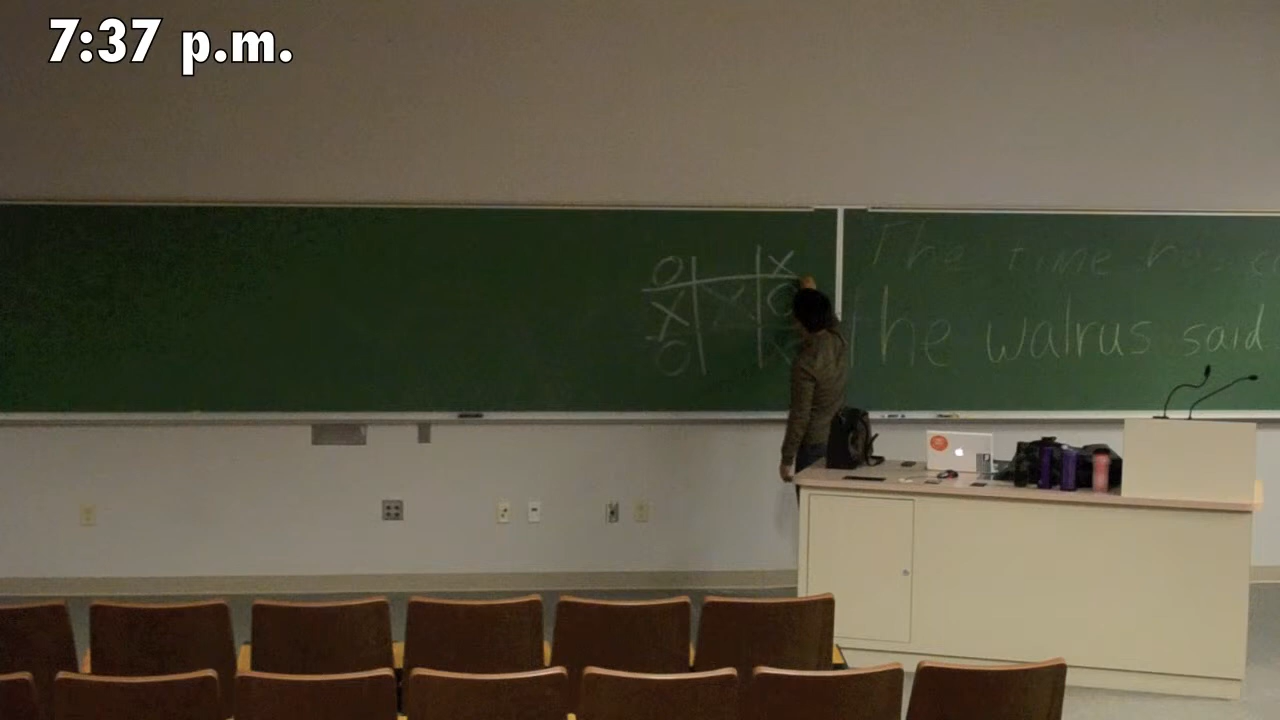 7:37 p.m.
O X
X X O
O X
The time has c
the walrus said